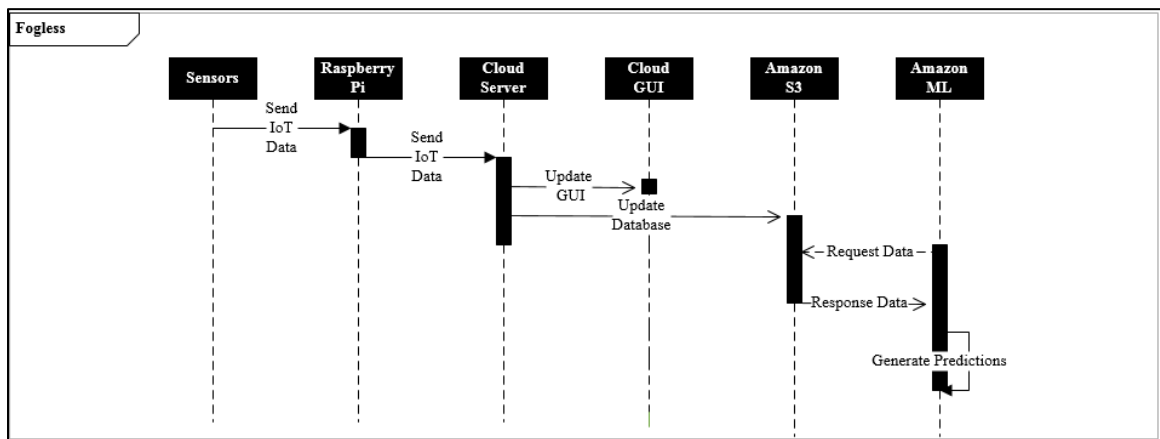 Fogless
Sensors
Raspberry
Pi
Cloud
Server
Cloud
GUI
Amazon
S3
Amazon
ML
Send
IoT
Data
Send
IoT
Data
Update
GUI
Update
Database
Request Data
Response Data
Generate Predictions